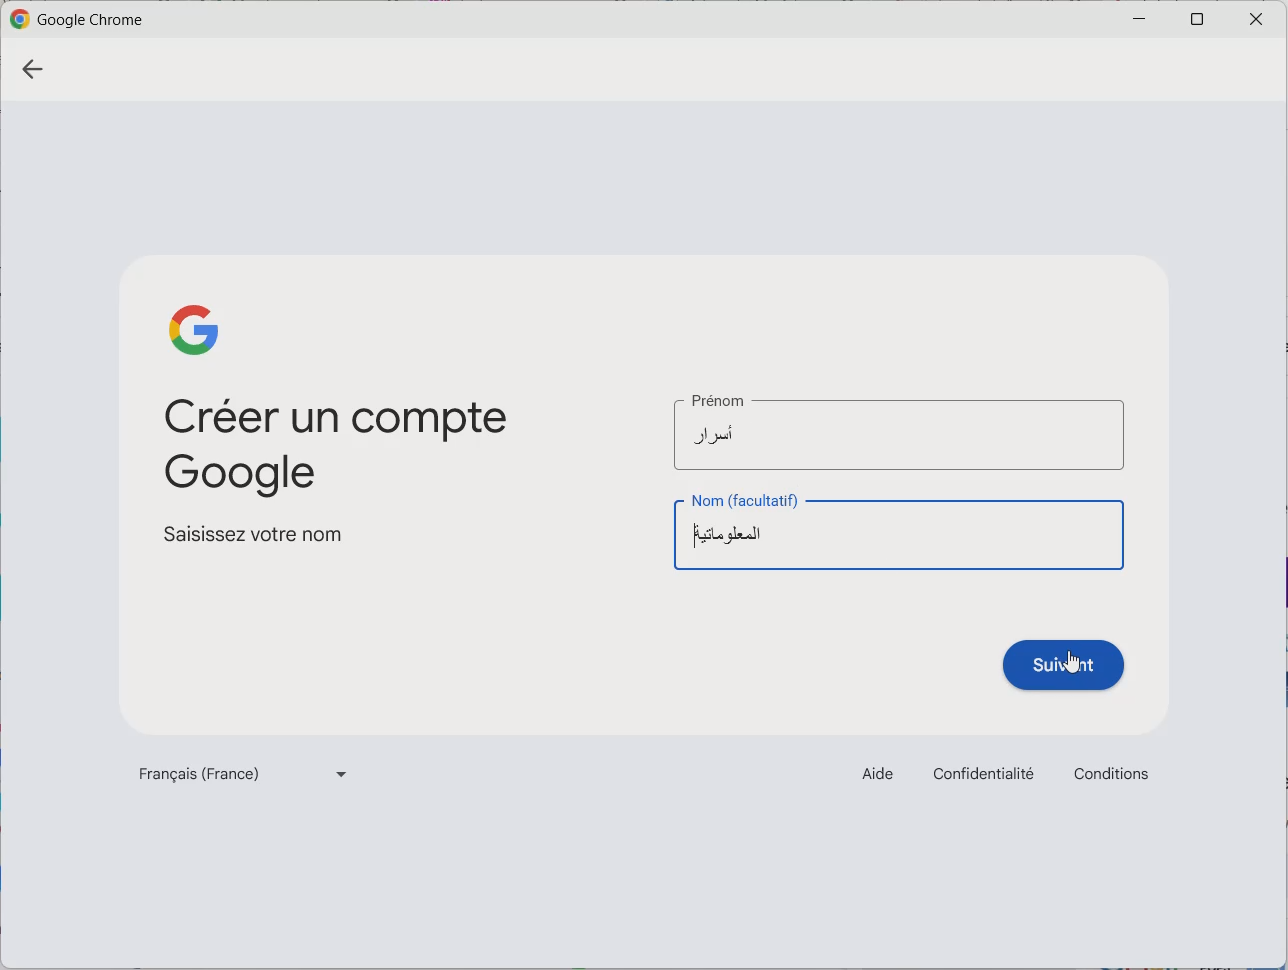 Google Chrome
Créer un compte
Google
Saisissez votre nom
Prénom
أسرار
Nom (facultatif)
المعلوماتية
Français (France)
Aide
Confidentialité
Conditions